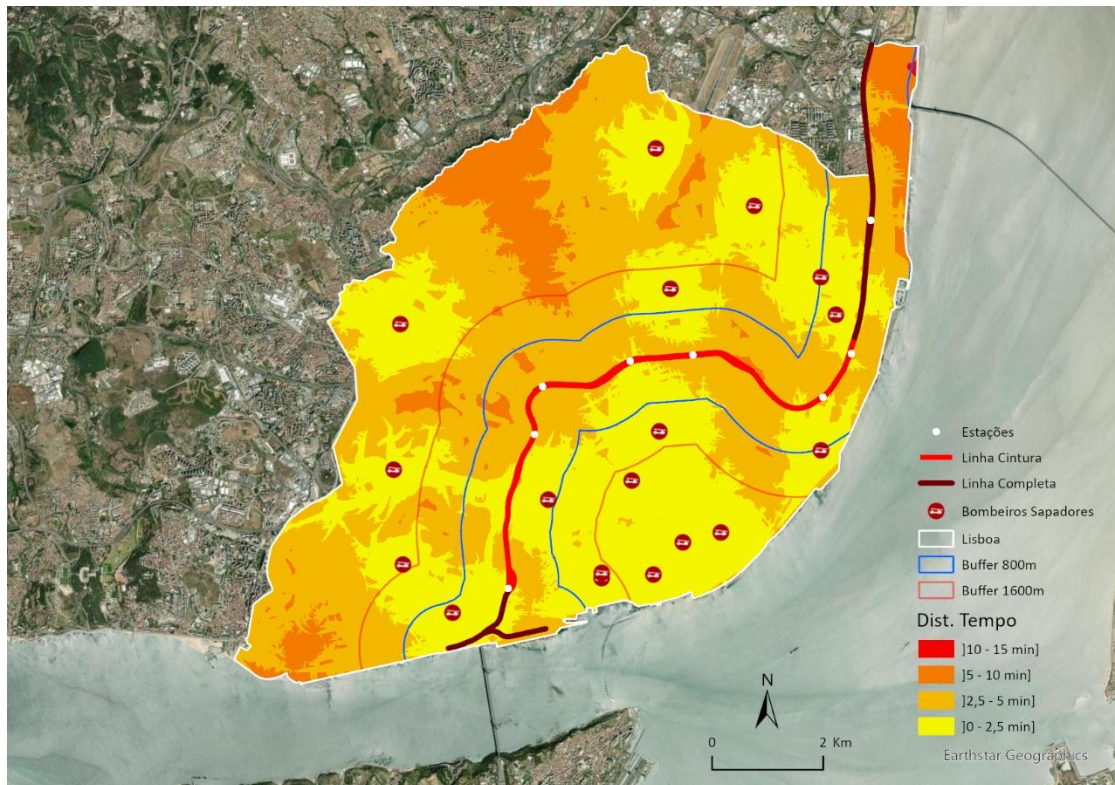 Estações
Linha Cintura
Linha Completa
Bombeiros Sapadores
Lisboa
Buffer 800m
Buffer 1600m
Dist. Tempo
]10 - 15 min]
]5 - 10 min]
]2,5 - 5 min]
]0 - 2,5 min]
N
0 2 Km
Earthstar Geographics